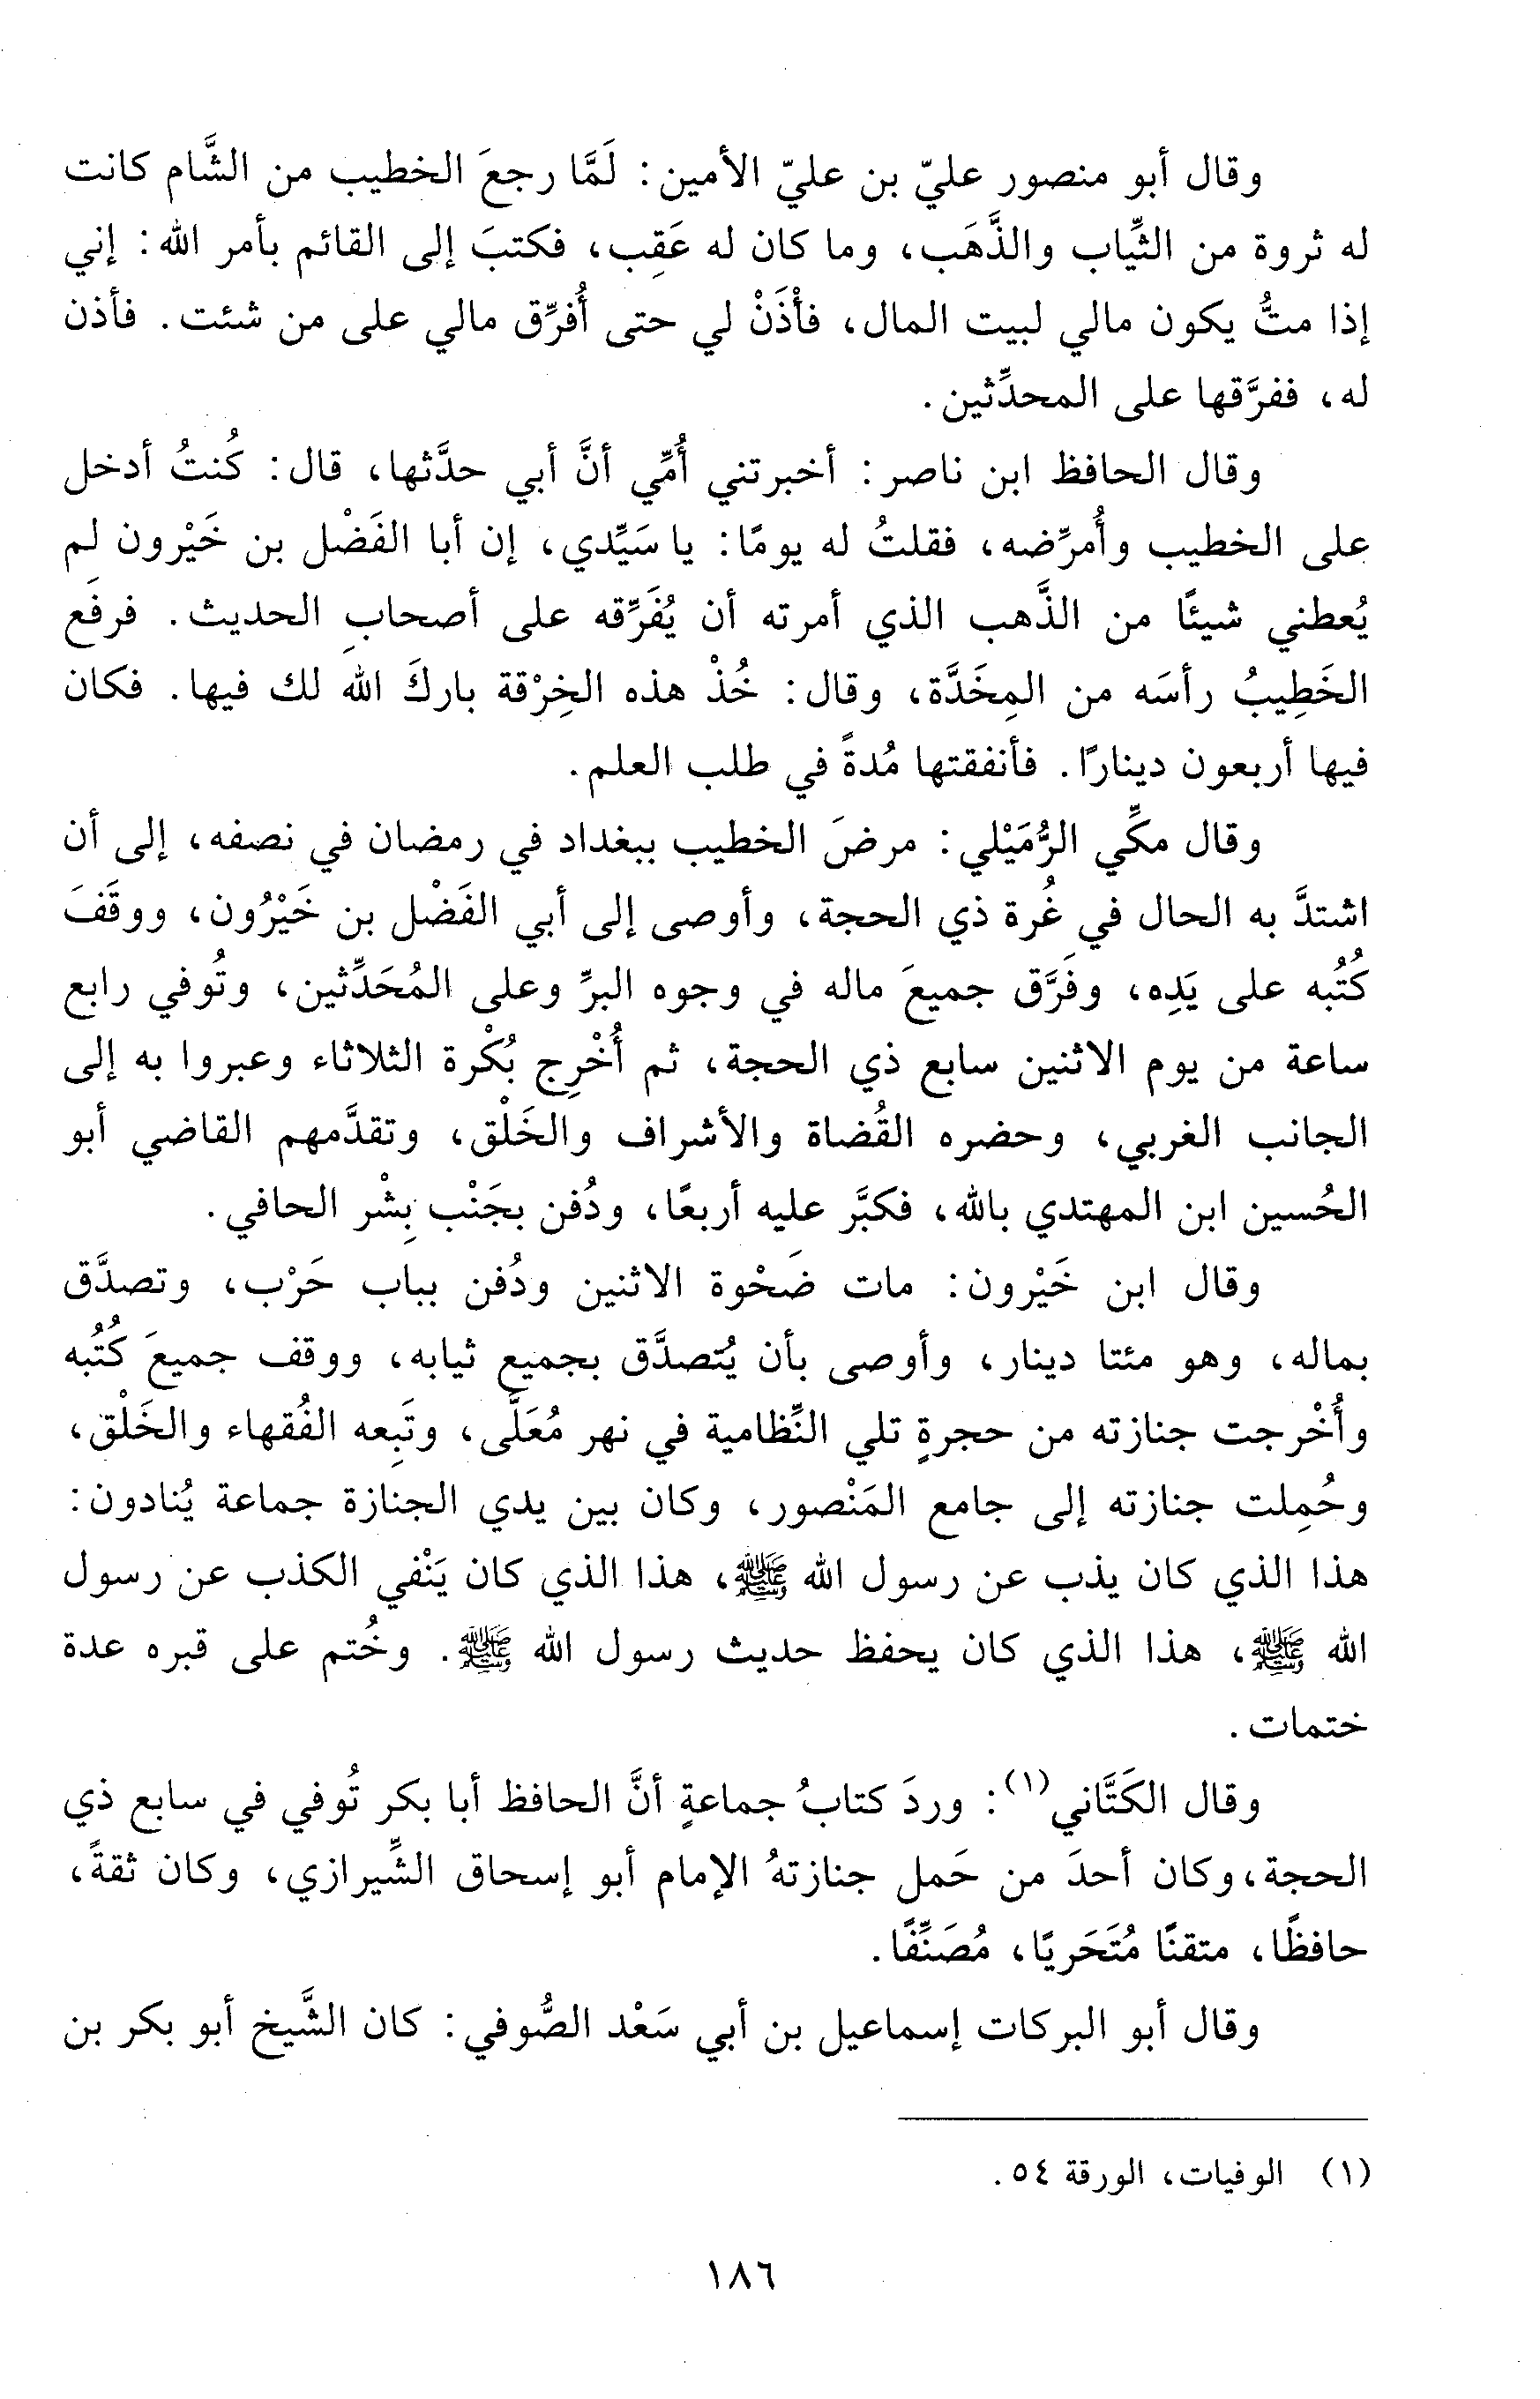 وقال أبو منصور عليّ بن عليّ الأمين: لَمَّا رجعَ الخطيب من الشَّام كانت
له ثروة من الثِّياب والذَّهَب، وما كان له عَقِب، فكتبَ إلى القائم بأمر الله: إني
إذا متُّ يكون مالي لبيت المال، فأْذَنْ لي حتى أُفرِّق مالي على من شئت. فأذن
له، ففرَّقها على المحدِّثين.
وقال الحافظ ابن ناصر: أخبرتني أُمِّي أنَّ أبي حدَّثها، قال: كُنتُ أدخل
على الخطيب وأُمرِّضه، فقلتُ له يومًا: يا سَيِّدي، إن أبا الفَضْل بن خَيْرون لم
يُعطني شيئًا من الذَّهب الذي أمرته أن يُفَرِّقه على أصحابِ الحديث. فرفَع
الخَطِيبُ رأسَه من المِخَدَّة، وقال: خُذْ هذه الخِرْقة باركَ الله لك فيها. فكان
فيها أربعون دينارًا. فأنفقتها مُدةً في طلب العلم.
وقال مكِّي الرُّمَيْلي: مرضَ الخطيب ببغداد في رمضان في نصفه، إلى أن
اشتدَّ به الحال في غُرة ذي الحجة، وأوصى إلى أبي الفَضْل بن خَيْرُون، ووقَفَ
كُتُبه على يَدِه، وفَرَّق جميعَ ماله في وجوه البرِّ وعلى المُحَدِّثين، وتُوفي رابع
ساعة من يوم الاثنين سابع ذي الحجة، ثم أُخْرِج بُكْرة الثلاثاء وعبروا به إلى
الجانب الغربي، وحضره القُضاة والأشراف والخَلْق، وتقدَّمهم القاضي أبو
الحُسين ابن المهتدي بالله، فكبَّر عليه أربعًا، ودُفن بجَنْب بِشْر الحافي.
وقال ابن خَيْرون: مات ضَحْوة الاثنين ودُفن بباب حَرْب، وتصدَّق
بماله، وهو مئتا دينار، وأوصى بأن يُتصدَّق بجميع ثيابه، ووقف جميعَ كُتُبه
وأُخْرجت جنازته من حجرةٍ تلي النِّظامية في نهر مُعَلَّى، وتَبِعه الفُقهاء والخَلْق،
وحُمِلت جنازته إلى جامع المَنْصور، وكان بين يدي الجنازة جماعة يُنادون:
هذا الذي كان يذب عن رسول الله ﷺ، هذا الذي كان يَنْفي الكذب عن رسول
الله ﷺ، هذا الذي كان يحفظ حديث رسول الله ﷺ. وخُتم على قبره عدة
ختمات.
وقال الكَتَّاني(١): وردَ كتابُ جماعةٍ أنَّ الحافظ أبا بكر تُوفي في سابع ذي
الحجة، وكان أحدَ من حَمل جنازتهُ الإمام أبو إسحاق الشِّيرازي، وكان ثقةً،
حافظًا، متقنًا مُتَحَريًا، مُصَنِّفًا.
وقال أبو البركات إسماعيل بن أبي سَعْد الصُّوفي: كان الشَّيخ أبو بكر بن
(١) الوفيات، الورقة ٥٤.
١٨٦